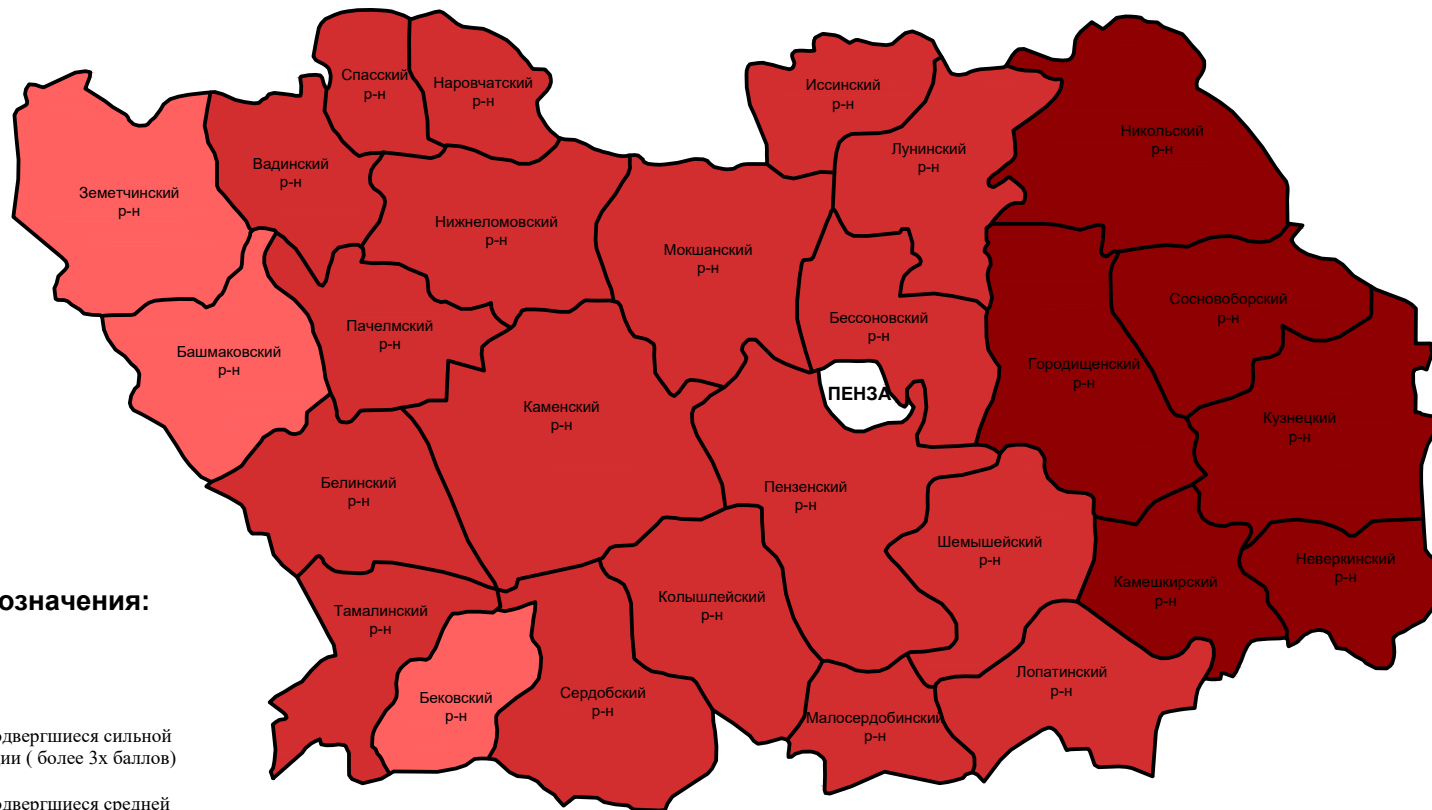 Спасский
р-н
Наровчатский
р-н
Иссинский
р-н
Никольский
р-н
Лунинский
р-н
Вадинский
р-н
Земетчинский
р-н
Нижнеломовский
р-н
Мокшанский
р-н
Сосновоборский
р-н
Бессоновский
р-н
Пачелмский
р-н
Башмаковский
р-н
Городищенский
р-н
ПЕНЗА
Каменский
р-н
Кузнецкий
р-н
Белинский
р-н
Пензенский
р-н
Шемышейский
р-н
Неверкинский
р-н
Камешкирский
р-н
означения:
Колышлейский
р-н
Тамалинский
р-н
Лопатинский
р-н
Бековский
р-н
Сердобский
р-н
Малосердобинский
р-н
одвергшиеся сильной
ции ( более 3х баллов)
одвергшиеся средней